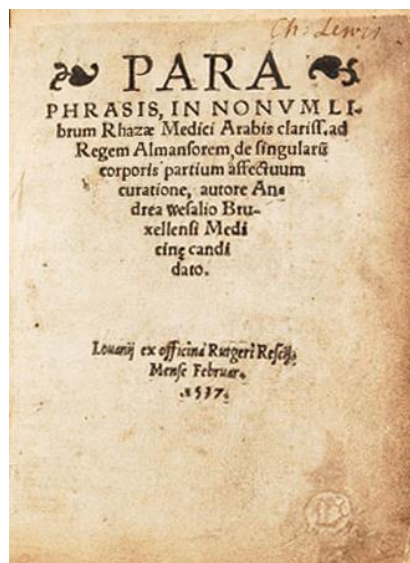 Ch: Lewis
PARA
PHRASIS, IN NONVM LI-
brum Rhazæ Medici Arabis clariss. ad
Regem Almansorem, de singularũ
corporis partium affectuum
curatione, autore An-
drea Wesalio Bru-
xellensi Medi
cinę candi
dato.
Louanij ex officina Rutgeri Rescij,
Mense Februar.
.1537.